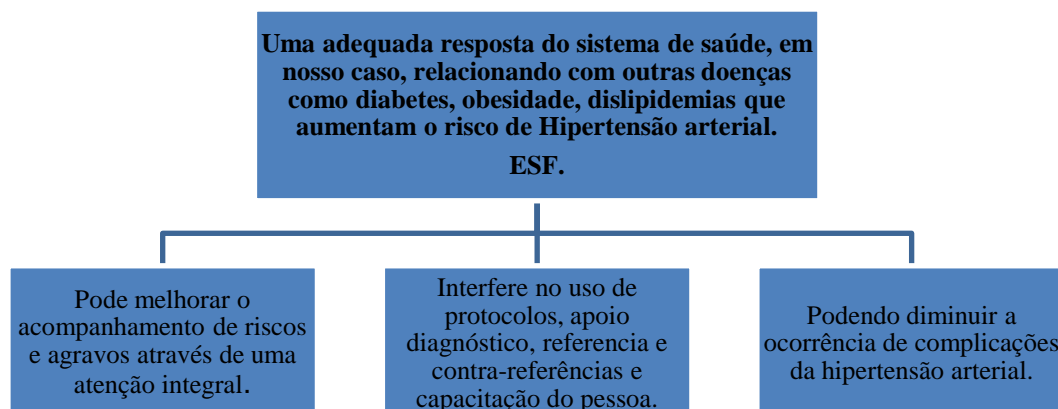 Uma adequada resposta do sistema de saúde, em
nosso caso, relacionando com outras doenças
como diabetes, obesidade, dislipidemias que
aumentam o risco de Hipertensão arterial.
ESF.
Pode melhorar o
acompanhamento de riscos
e agravos através de uma
atenção integral.
Interfere no uso de
protocolos, apoio
diagnóstico, referencia e
contra-referências e
capacitação do pessoa.
Podendo diminuir a
ocorrência de complicações
da hipertensão arterial.